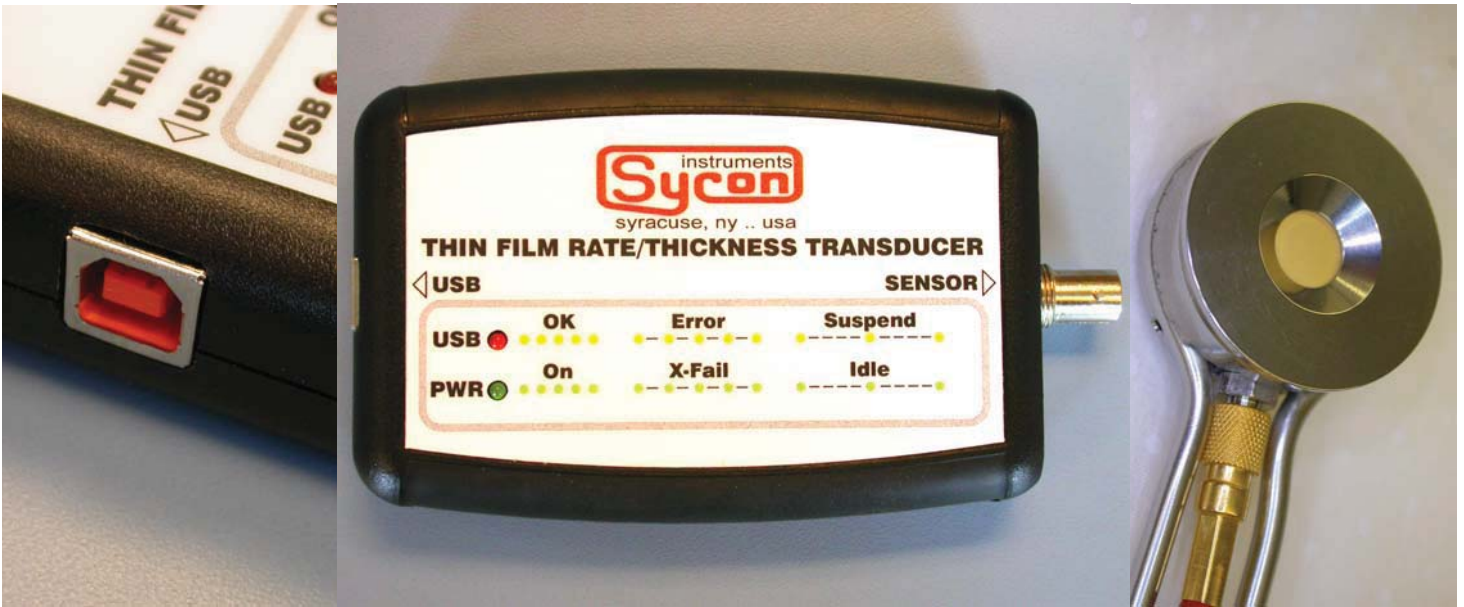 THIN FI
USB
USB
instruments
Sycon
syracuse, ny .. usa
THIN FILM RATE/THICKNESS TRANSDUCER
USB SENSOR
OK Error Suspend
USB
On X-Fail Idle
PWR